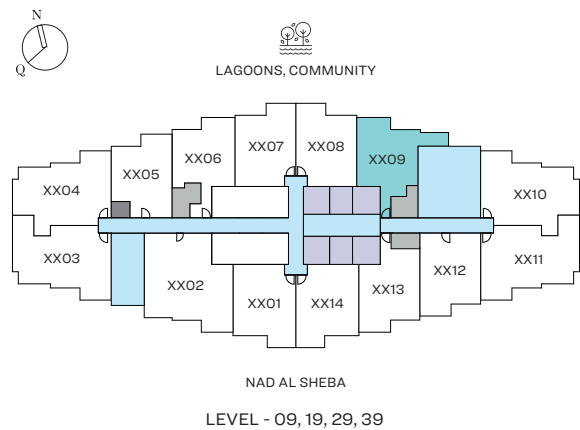 N
Q
LAGOONS, COMMUNITY
XX07
XX08
XX06
XX09
XX05
XX04
XX10
XX03
XX11
XX02
XX12
XX13
XX01
XX14
NAD AL SHEBA
LEVEL - 09, 19, 29, 39